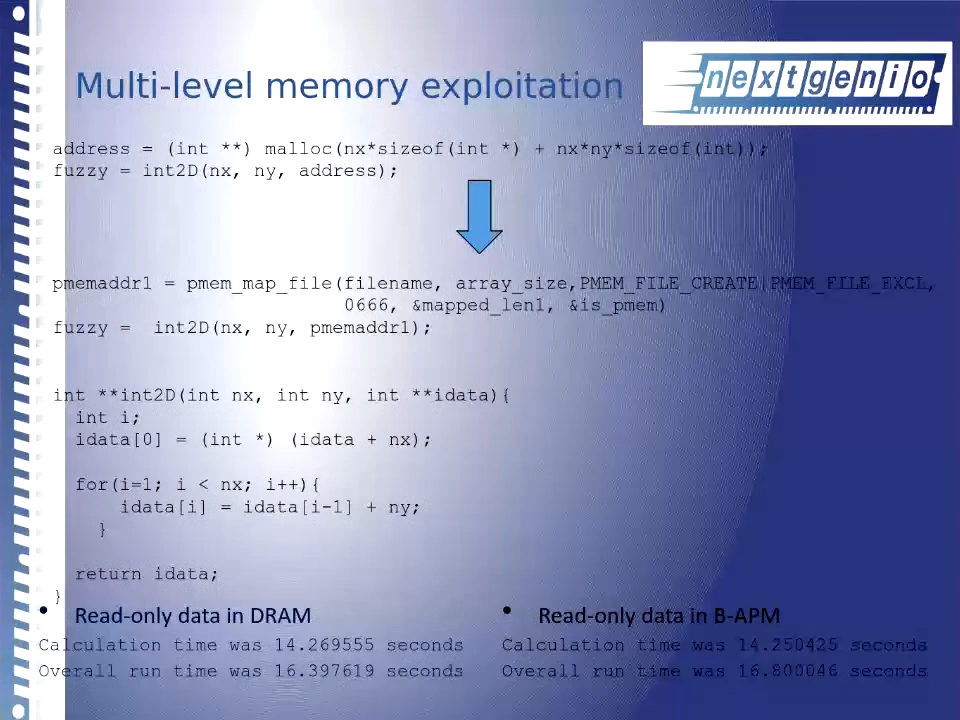 Multi-level memory exploitation
nextgenio
address = (int **) malloc(nx*sizeof(int *) + nx*ny*sizeof(int));
fuzzy = int2D(nx, ny, address);
pmemaddr1 = pmem_map_file(filename, array_size,PMEM_FILE_CREATE|PMEM_FILE_EXCL,
0666, &mapped_len1, &is_pmem)
fuzzy =  int2D(nx, ny, pmemaddr1);
int **int2D(int nx, int ny, int **idata){
int i;
idata[0] = (int *) (idata + nx);
for(i=1; i < nx; i++){
idata[i] = idata[i-1] + ny;
}
return idata;
}
• Read-only data in DRAM
Calculation time was 14.269555 seconds
Overall run time was 16.397619 seconds
• Read-only data in B-APM
Calculation time was 14.250425 seconds
Overall run time was 16.800046 seconds